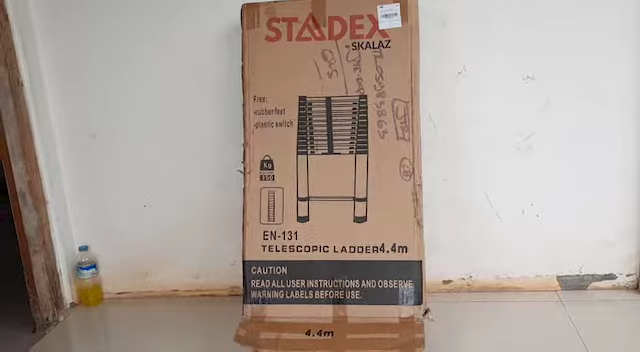 STADEX
SKALAZ
Free:
-rubber feet
-plastic switch
Kg
150
EN-131
TELESCOPIC LADDER 4.4m
CAUTION
READ ALL USER INSTRUCTIONS AND OBSERVE
WARNING LABELS BEFORE USE.
4.4m